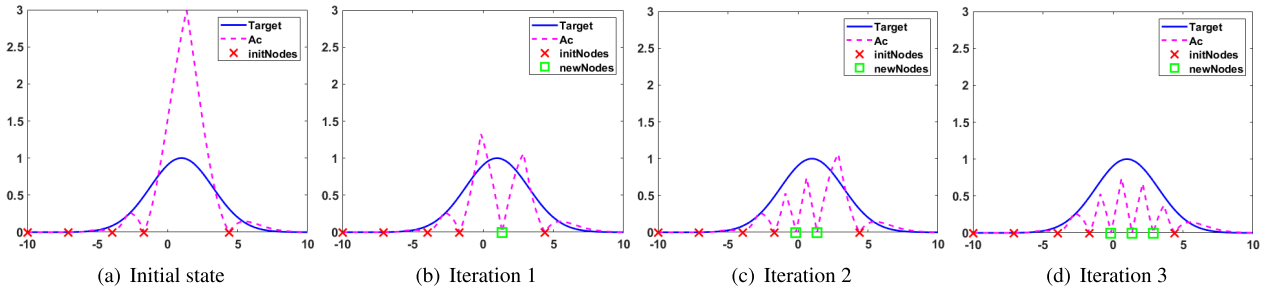 3
2.5
2
1.5
1
0.5
0
-10
-5
0
5
10
Target
Ac
initNodes
(a) Initial state
3
2.5
2
1.5
1
0.5
0
-10
-5
0
5
10
Target
Ac
initNodes
newNodes
(b) Iteration 1
3
2.5
2
1.5
1
0.5
0
-10
-5
0
5
10
Target
Ac
initNodes
newNodes
(c) Iteration 2
3
2.5
2
1.5
1
0.5
0
-10
-5
0
5
10
Target
Ac
initNodes
newNodes
(d) Iteration 3